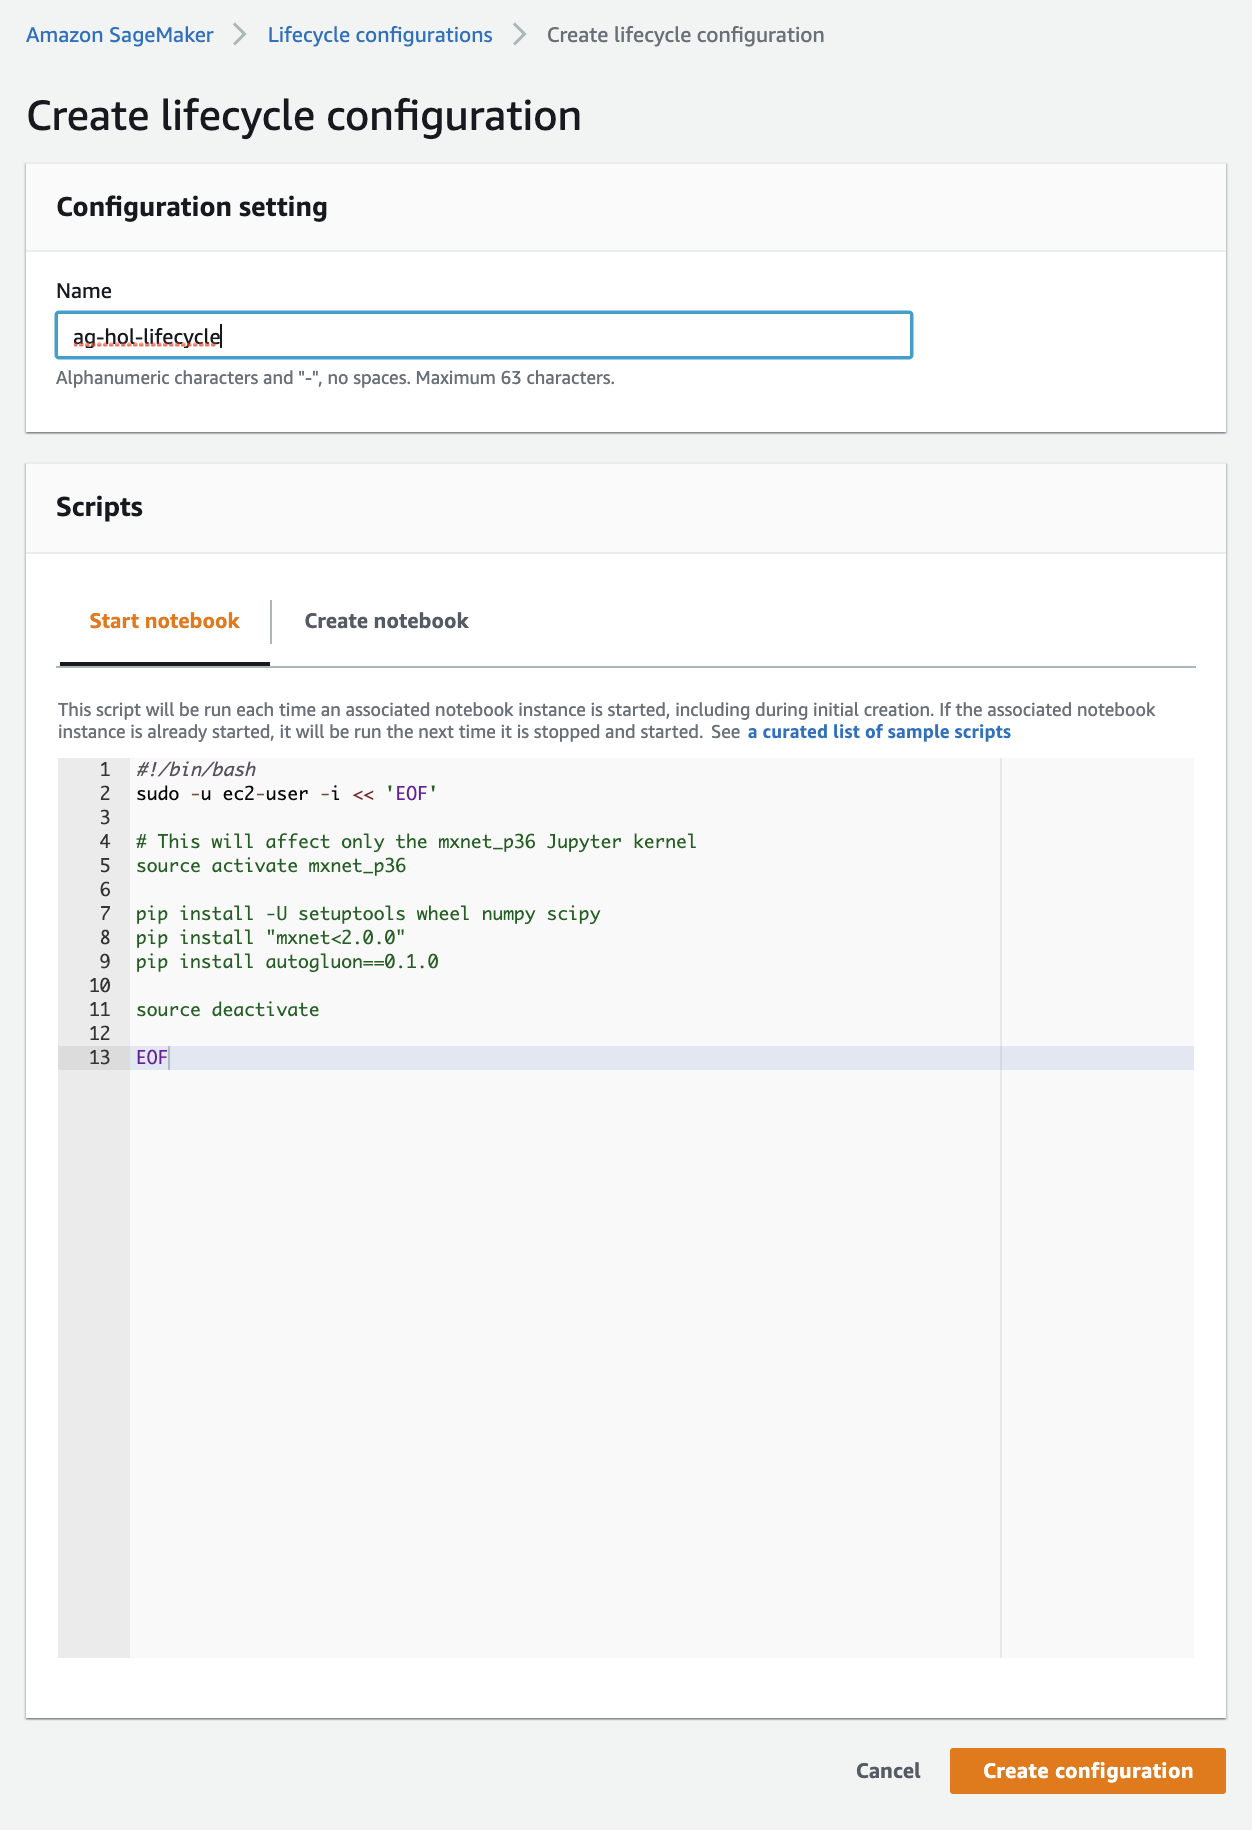 Amazon SageMaker > Lifecycle configurations > Create lifecycle configuration
Create lifecycle configuration
Configuration setting
Name
ag-hol-lifecycle
Alphanumeric characters and "-", no spaces. Maximum 63 characters.
Scripts
Start notebook
Create notebook
This script will be run each time an associated notebook instance is started, including during initial creation. If the associated notebook
instance is already started, it will be run the next time it is stopped and started. See a curated list of sample scripts
1 #!/bin/bash
2 sudo -u ec2-user -i << 'EOF'
3
4 # This will affect only the mxnet_p36 Jupyter kernel
5 source activate mxnet_p36
6
7 pip install -U setuptools wheel numpy scipy
8 pip install "mxnet<2.0.0"
9 pip install autogluon==0.1.0
10
11 source deactivate
12
13 EOF
Cancel
Create configuration